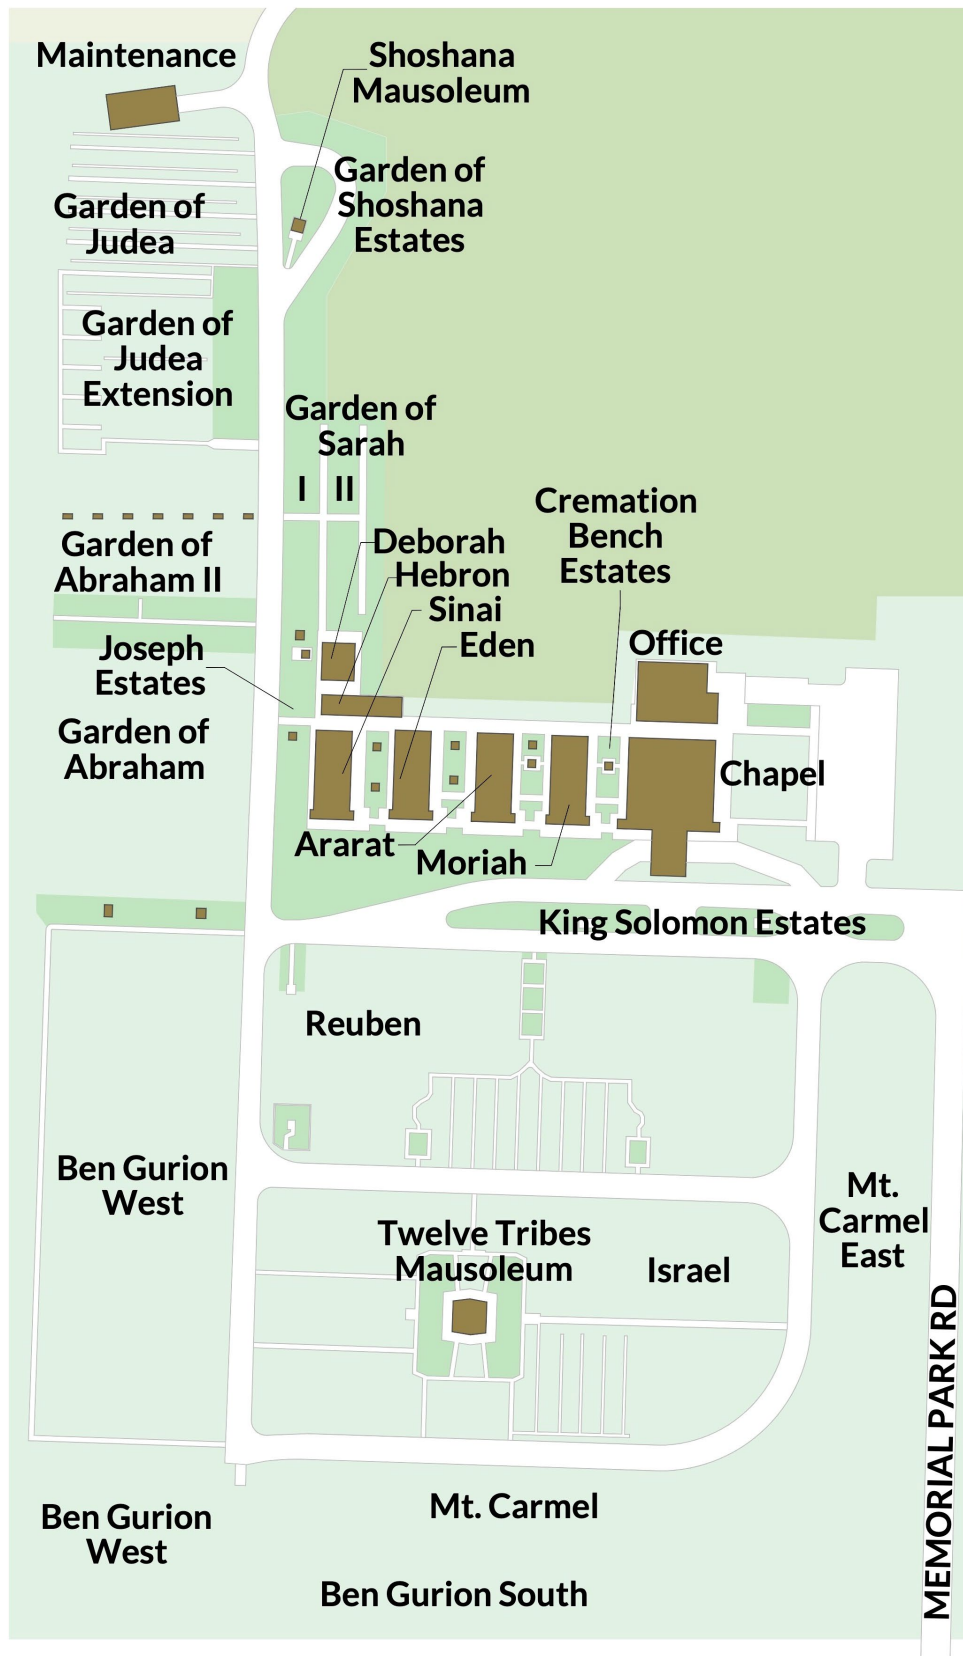 Maintenance
Shoshana
Mausoleum
Garden of
Shoshana
Estates
Garden of
Judea
Garden of
Judea
Extension
Garden of
Sarah
I II
Cremation
Bench
Estates
Deborah
Hebron
Sinai
Eden
Garden of
Abraham II
Office
Joseph
Estates
Garden of
Abraham
Chapel
Ararat
Moriah
King Solomon Estates
Reuben
Ben Gurion
West
Mt.
Carmel
East
Twelve Tribes
Mausoleum
Israel
MEMORIAL PARK RD
Mt. Carmel
Ben Gurion
West
Ben Gurion South